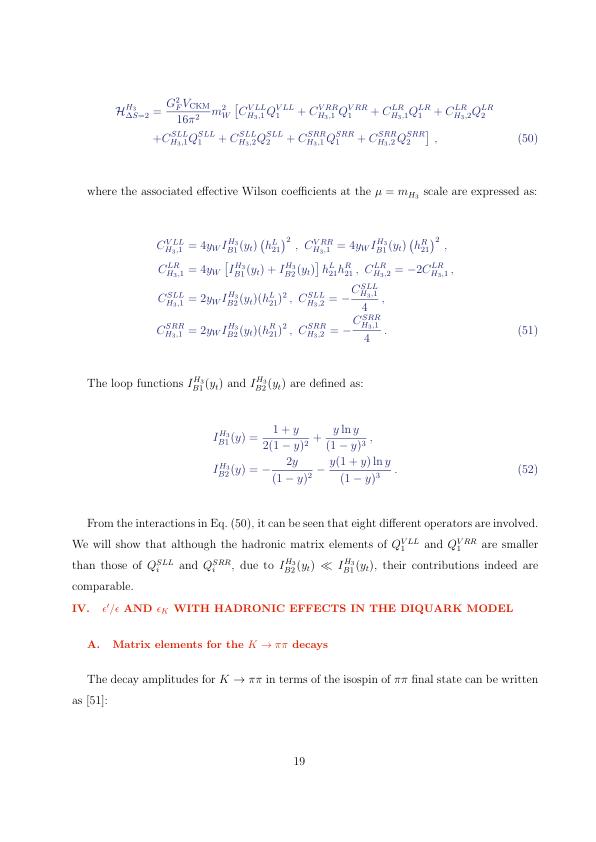 $\mathcal{H}^{H_3}_{\Delta S=2} = \frac{G_F^2 V_{\rm CKM}}{16\pi^2} m_W^2 \left[ C^{VLL}_{H_3,1} Q_1^{VLL} + C^{VRR}_{H_3,1} Q_1^{VRR} + C^{LR}_{H_3,1} Q_1^{LR} + C^{LR}_{H_3,2} Q_2^{LR} \right.$
$\left. + C^{SLL}_{H_3,1} Q_1^{SLL} + C^{SLL}_{H_3,2} Q_2^{SLL} + C^{SRR}_{H_3,1} Q_1^{SRR} + C^{SRR}_{H_3,2} Q_2^{SRR} \right] ,$ (50)
where the associated effective Wilson coefficients at the $\mu = m_{H_3}$ scale are expressed as:
$C^{VLL}_{H_3,1} = 4 y_W I^{H_3}_{B1}(y_t) \left( h^L_{21} \right)^2 , \; C^{VRR}_{H_3,1} = 4 y_W I^{H_3}_{B1}(y_t) \left( h^R_{21} \right)^2 ,$
$C^{LR}_{H_3,1} = 4 y_W \left[ I^{H_3}_{B1}(y_t) + I^{H_3}_{B2}(y_t) \right] h^L_{21} h^R_{21} , \; C^{LR}_{H_3,2} = -2 C^{LR}_{H_3,1} ,$
$C^{SLL}_{H_3,1} = 2 y_W I^{H_3}_{B2}(y_t) (h^L_{21})^2 , \; C^{SLL}_{H_3,2} = -\frac{C^{SLL}_{H_3,1}}{4} ,$
$C^{SRR}_{H_3,1} = 2 y_W I^{H_3}_{B2}(y_t) (h^R_{21})^2 , \; C^{SRR}_{H_3,2} = -\frac{C^{SRR}_{H_3,1}}{4} .$ (51)
The loop functions $I^{H_3}_{B1}(y_t)$ and $I^{H_3}_{B2}(y_t)$ are defined as:
$I^{H_3}_{B1}(y) = \frac{1+y}{2(1-y)^2} + \frac{y \ln y}{(1-y)^3} ,$
$I^{H_3}_{B2}(y) = -\frac{2y}{(1-y)^2} - \frac{y(1+y) \ln y}{(1-y)^3} .$ (52)
From the interactions in Eq. (50), it can be seen that eight different operators are involved.
We will show that although the hadronic matrix elements of $Q_1^{VLL}$ and $Q_1^{VRR}$ are smaller
than those of $Q_i^{SLL}$ and $Q_i^{SRR}$, due to $I^{H_3}_{B2}(y_t) \ll I^{H_3}_{B1}(y_t)$, their contributions indeed are
comparable.
IV. $\epsilon'/\epsilon$ AND $\epsilon_K$ WITH HADRONIC EFFECTS IN THE DIQUARK MODEL
A. Matrix elements for the $K \to \pi\pi$ decays
The decay amplitudes for $K \to \pi\pi$ in terms of the isospin of $\pi\pi$ final state can be written
as [51]:
19